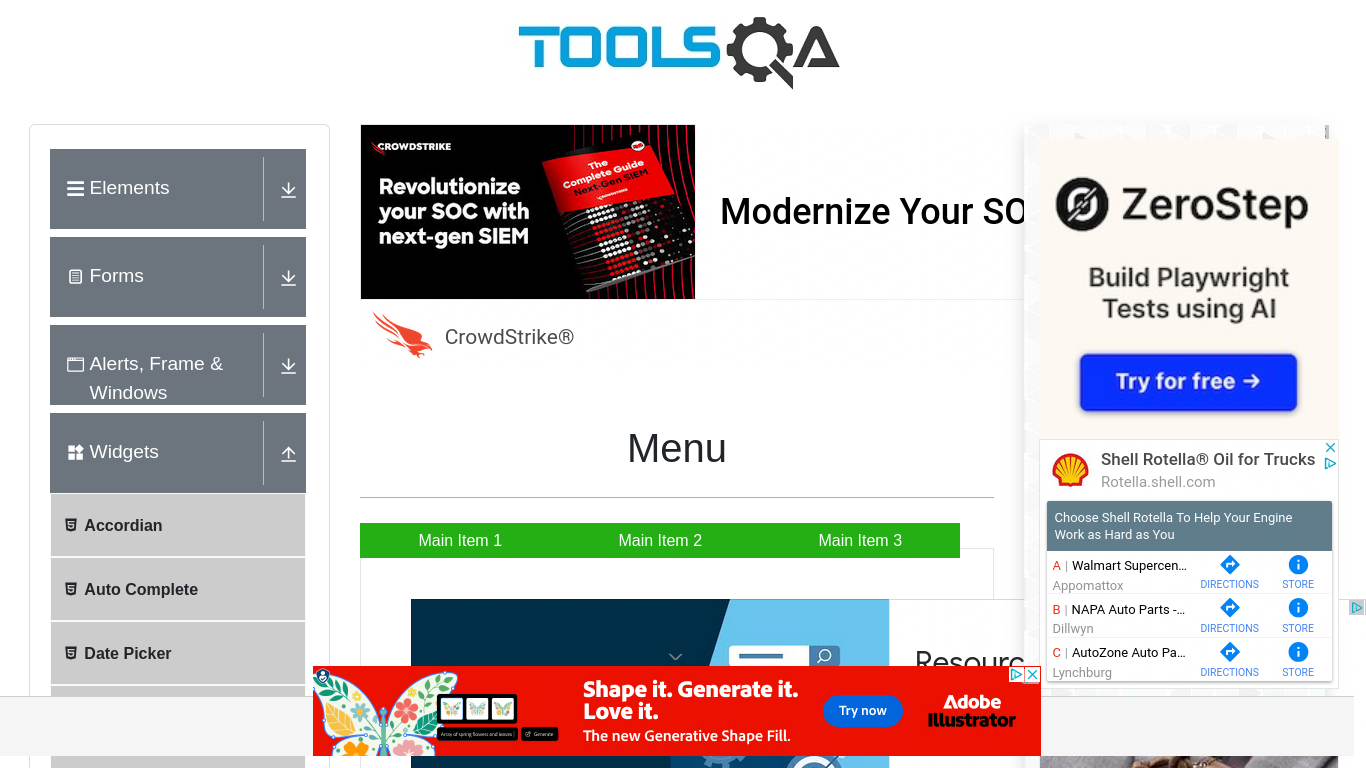 TOOLSQA
Elements
Forms
Alerts, Frame &
Windows
Widgets
Accordian
Auto Complete
Date Picker
CROWDSTRIKE
Revolutionize
your SOC with
next-gen SIEM
The
Complete Guide
Next-Gen SIEM
Modernize Your SO
CrowdStrike®
Menu
Main Item 1
Main Item 2
Main Item 3
Resourc
ZeroStep
Build Playwright
Tests using AI
Try for free →
Shell Rotella® Oil for Trucks
Rotella.shell.com
Choose Shell Rotella To Help Your Engine
Work as Hard as You
A | Walmart Supercen...
Appomattox
DIRECTIONS
STORE
B | NAPA Auto Parts -...
Dillwyn
DIRECTIONS
STORE
C | AutoZone Auto Pa...
Lynchburg
DIRECTIONS
STORE
Array of spring flowers and leaves
Generate
Shape it. Generate it.
Love it.
The new Generative Shape Fill.
Try now
Adobe
Illustrator